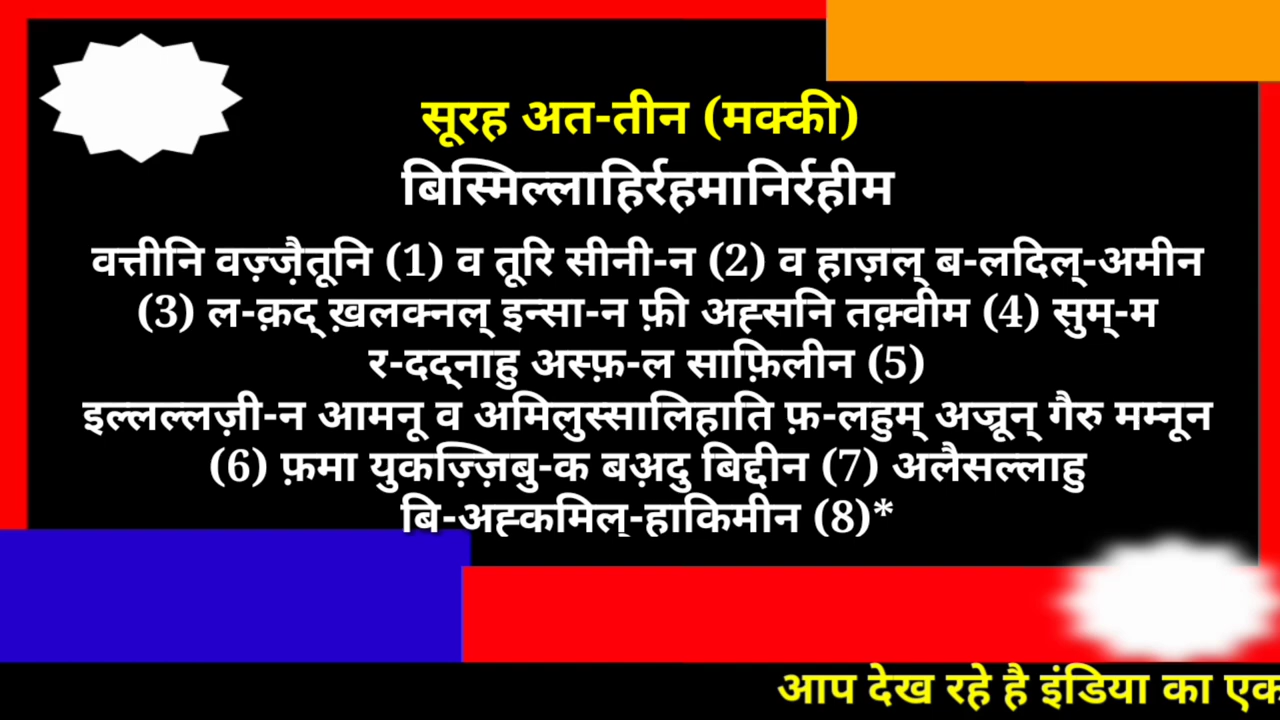 सूरह अत-तीन (मक्की)
बिस्मिल्लाहिर्रहमानिर्रहीम
वत्तीनि वज़्ज़ैतूनि (1) व तूरि सीनी-न (2) व हाज़ल् ब-लदिल्-अमीन
(3) ल-क़द् ख़लक्नल् इन्सा-न फ़ी अह्सनि तक़्वीम (4) सुम्-म
र-दद्नाहु अस्फ़-ल साफ़िलीन (5)
इल्लल्लज़ी-न आमनू व अमिलुस्सालिहाति फ़-लहुम् अज्रून् गैरु मम्नून
(6) फ़मा युकज़्ज़िबु-क बअ़दु बिद्दीन (7) अलैसल्लाहु
बि-अह्कमिल्-हाकिमीन (8)*
आप देख रहे है इंडिया का एक